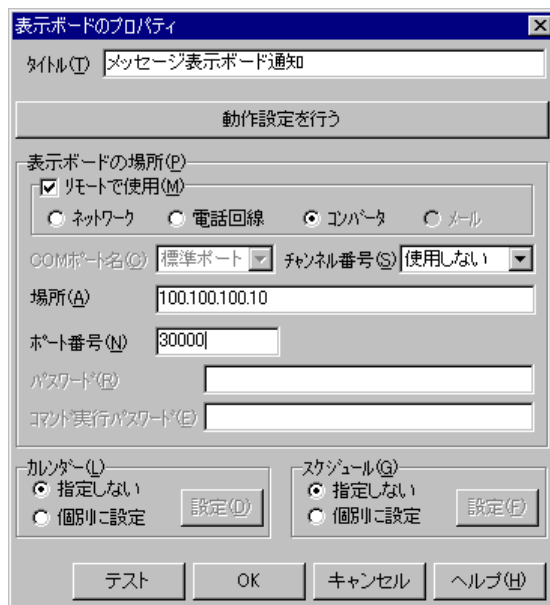 表示ボードのプロパティ
タイトル(T) メッセージ表示ボード通知
動作設定を行う
表示ボードの場所(P)
リモートで使用(M)
ネットワーク 電話回線 コンバータ メール
COMポート名(C) 標準ポート チャンネル番号(S) 使用しない
場所(A) 100.100.100.10
ポート番号(N) 30000
パスワード(R)
コマンド実行パスワード(E)
カレンダー(L) スケジュール(G)
指定しない 指定しない
個別に設定 設定(D) 個別に設定 設定(F)
テスト OK キャンセル ヘルプ(H)